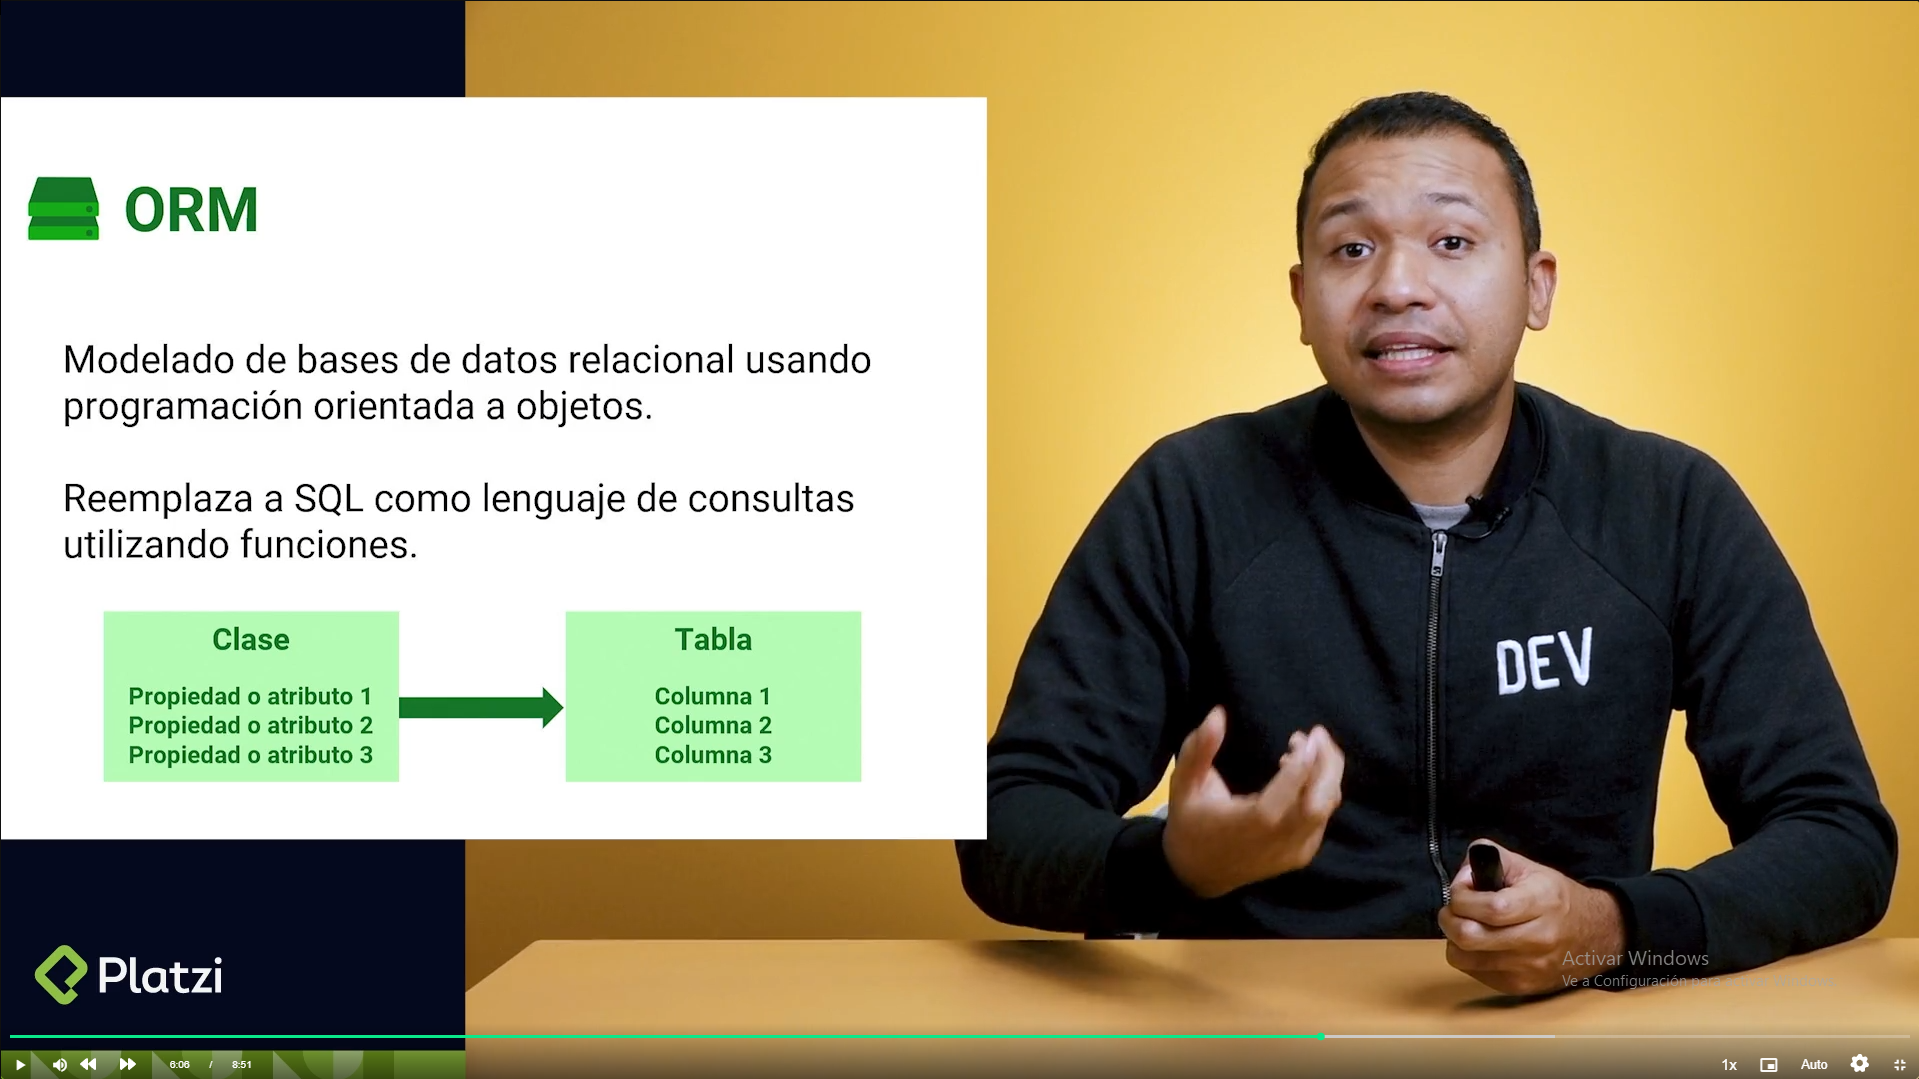 ORM
Modelado de bases de datos relacional usando
programación orientada a objetos.
Reemplaza a SQL como lenguaje de consultas
utilizando funciones.
Clase
Propiedad o atributo 1
Propiedad o atributo 2
Propiedad o atributo 3
Tabla
Columna 1
Columna 2
Columna 3
DEV
Platzi
Activar Windows
Ve a Configuración para
6:06 / 8:51
1x
Auto